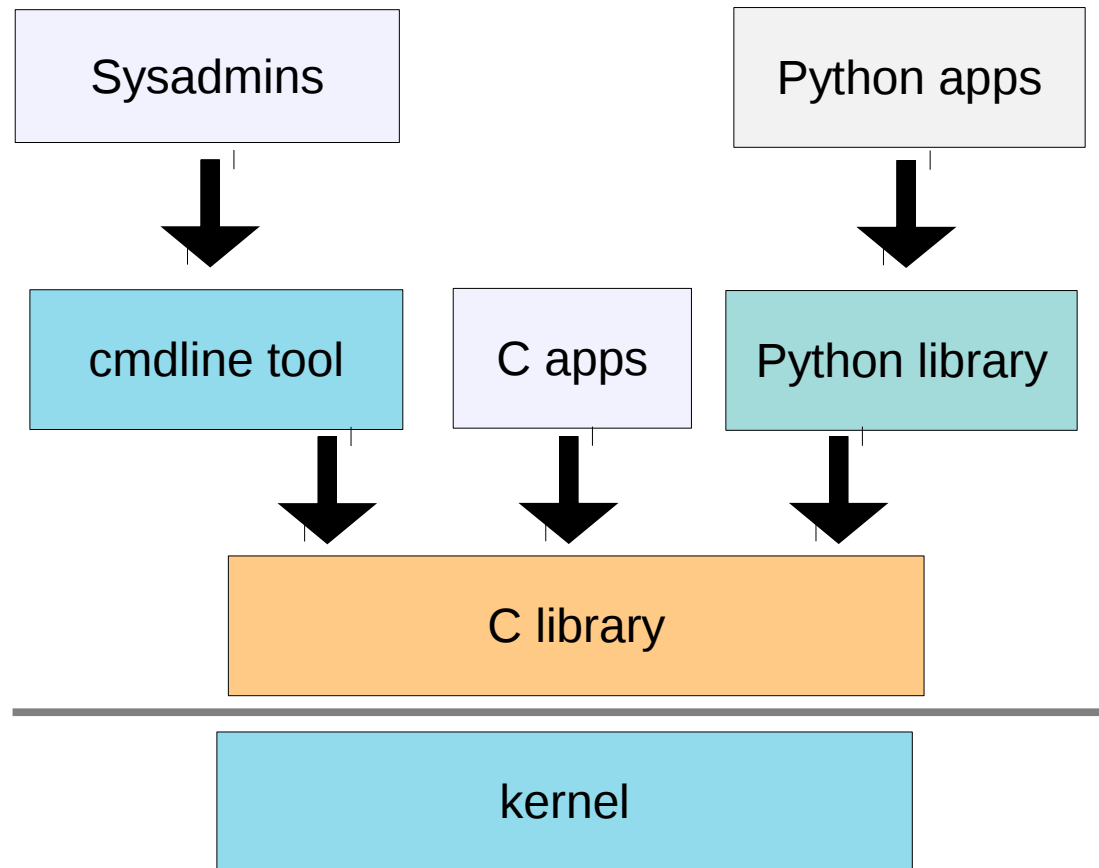 Sysadmins
Python apps
cmdline tool
C apps
Python library
C library
kernel